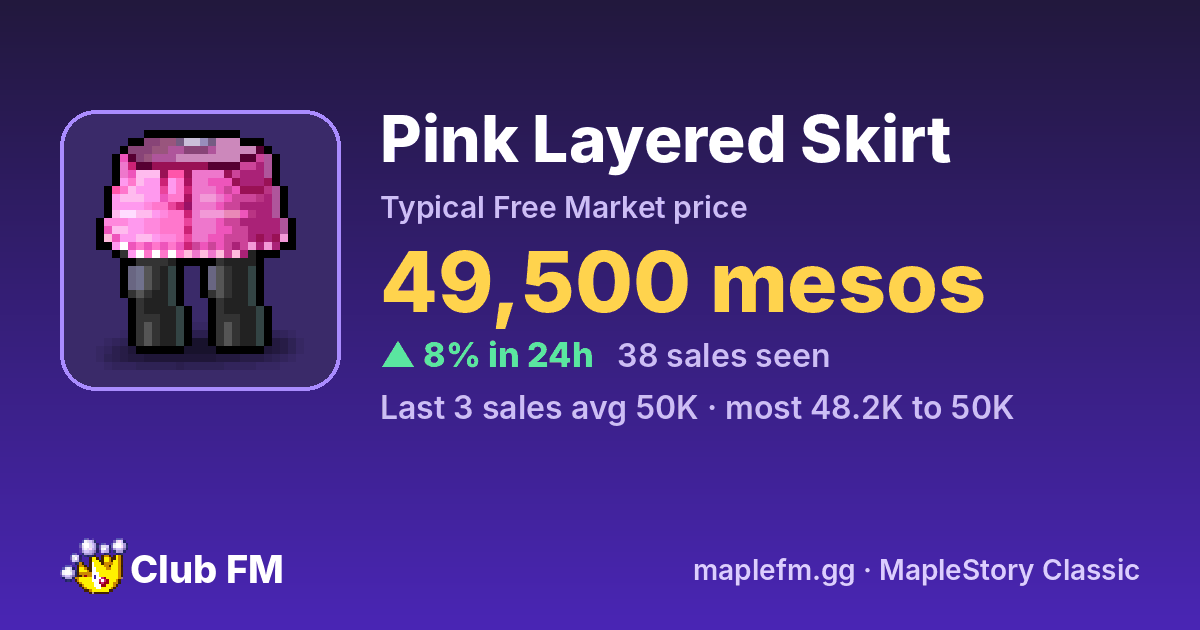 Pink Layered Skirt
Typical Free Market price
49,500 mesos
▲ 8% in 24h 38 sales seen
Last 3 sales avg 50K · most 48.2K to 50K
Club FM
maplefm.gg · MapleStory Classic